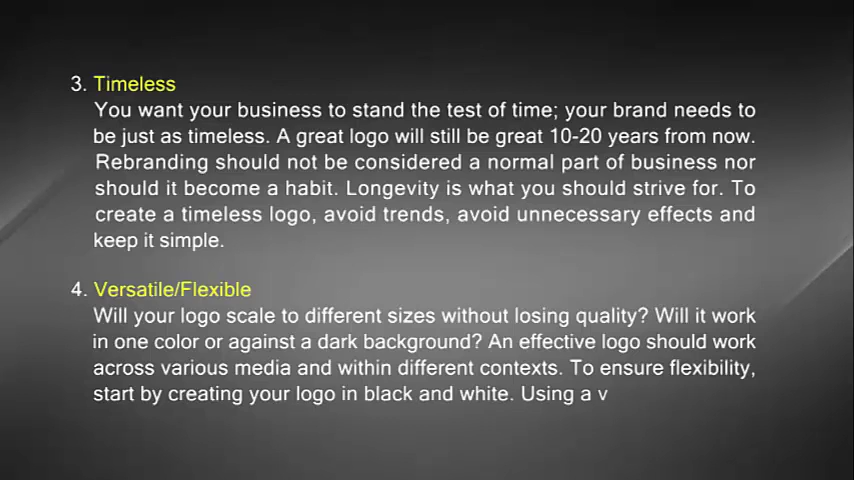 3. Timeless
You want your business to stand the test of time; your brand needs to
be just as timeless. A great logo will still be great 10-20 years from now.
Rebranding should not be considered a normal part of business nor
should it become a habit. Longevity is what you should strive for. To
create a timeless logo, avoid trends, avoid unnecessary effects and
keep it simple.
4. Versatile/Flexible
Will your logo scale to different sizes without losing quality? Will it work
in one color or against a dark background? An effective logo should work
across various media and within different contexts. To ensure flexibility,
start by creating your logo in black and white. Using a v